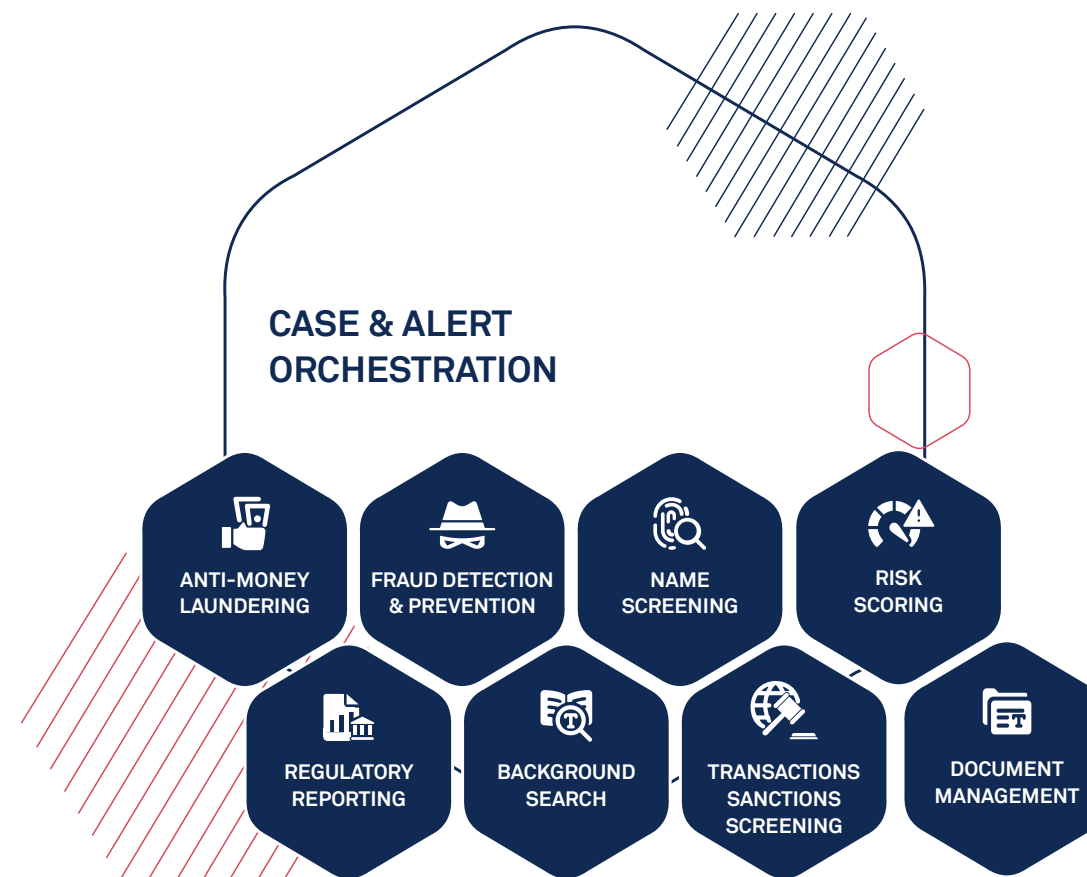 CASE & ALERT
ORCHESTRATION
ANTI-MONEY
LAUNDERING
FRAUD DETECTION
& PREVENTION
NAME
SCREENING
RISK
SCORING
REGULATORY
REPORTING
BACKGROUND
SEARCH
TRANSACTIONS
SANCTIONS
SCREENING
DOCUMENT
MANAGEMENT